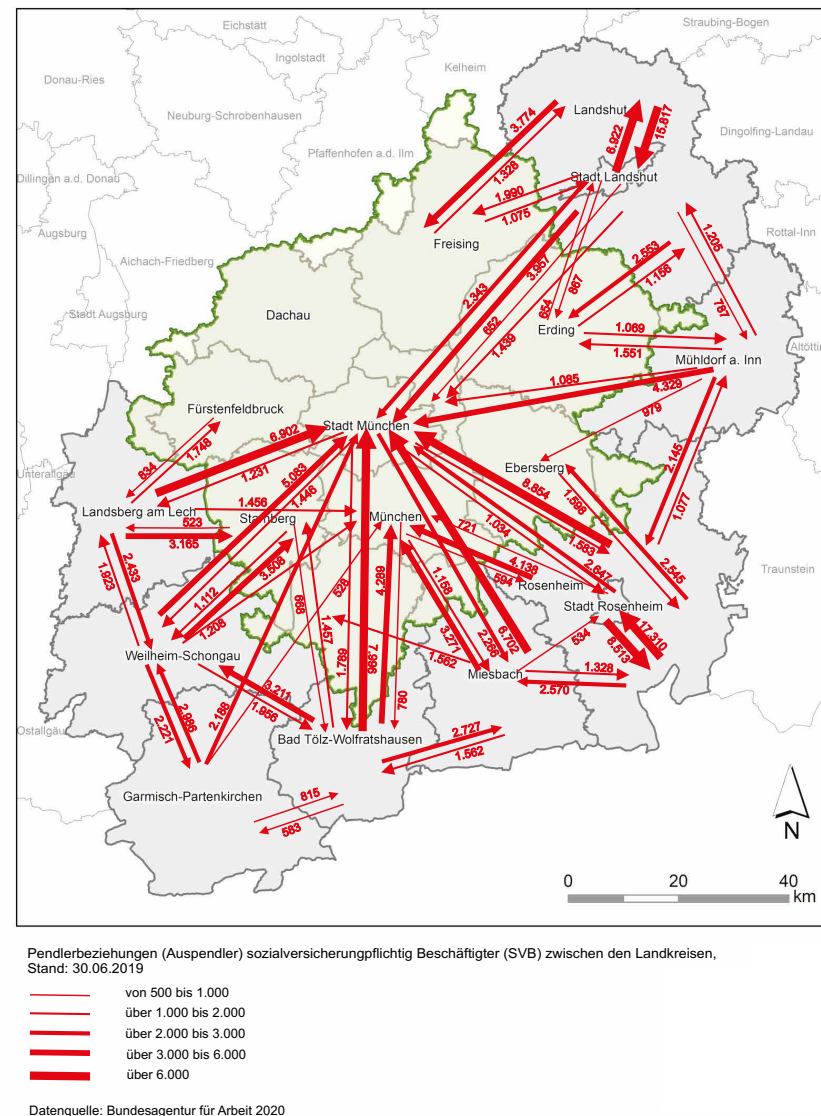 Eichstätt
Straubing-Bogen
Ingolstadt
Kelheim
Donau-Ries
Neuburg-Schrobenhausen
Landshut
3.774
6.922
15.817
Dingolfing-Landau
Pfaffenhofen a.d. Ilm
1.328
Dillingen a.d. Donau
Stadt Landshut
1.990
1.075
Augsburg
Freising
1.205
Rottal-Inn
Aichach-Friedberg
2.553
1.156
3.957
867
2.343
654
787
Dachau
Stadt Augsburg
652
1.439
Erding
1.069
1.551
Mühldorf a. Inn
Altötti
1.085
4.329
979
Fürstenfeldbruck
Stadt München
6.902
1.748
834
1.231
5.083
1.446
Ebersberg
2.145
Unterallgäu
8.854
1.598
1.077
Landsberg am Lech
1.456
München
523
Starnberg
721
1.034
3.165
1.583
3.508
4.289
4.138
594
2.647
2.545
Traunstein
2.433
1.923
528
1.158
Rosenheim
1.112
688
Stadt Rosenheim
1.208
1.457
3.271
2.266
6.702
534
17.310
8.513
Weilheim-Schongau
1.769
7.996
1.562
Miesbach
1.328
2.570
3.211
1.956
780
2.188
Ostallgäu
2.986
2.221
Bad Tölz-Wolfratshausen
2.727
1.562
Garmisch-Partenkirchen
815
583
N
0
20
40
km
Pendlerbeziehungen (Auspendler) sozialversicherungpflichtig Beschäftigter (SVB) zwischen den Landkreisen,
Stand: 30.06.2019
von 500 bis 1.000
über 1.000 bis 2.000
über 2.000 bis 3.000
über 3.000 bis 6.000
über 6.000
Datenquelle: Bundesagentur für Arbeit 2020